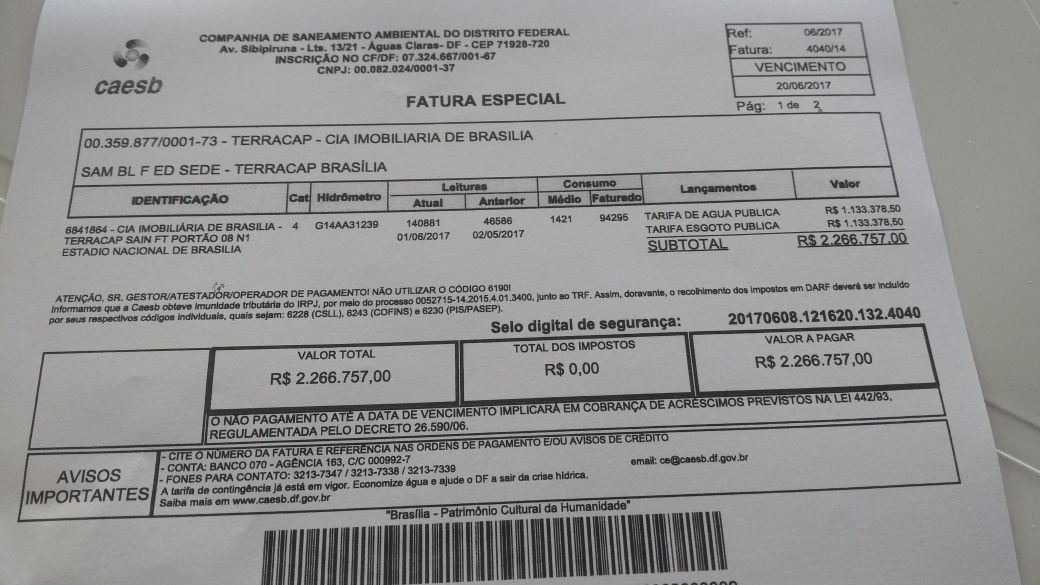 caesb
COMPANHIA DE SANEAMENTO AMBIENTAL DO DISTRITO FEDERAL
Av. Sibipiruna - Lts. 13/21 - Águas Claras- DF - CEP 71928-720
INSCRIÇÃO NO CF/DF: 07.324.667/001-67
CNPJ: 00.082.024/0001-37
FATURA ESPECIAL
Ref: 06/2017
Fatura: 4040/14
VENCIMENTO
20/06/2017
Pág: 1 de 2
00.359.877/0001-73 - TERRACAP - CIA IMOBILIARIA DE BRASILIA
SAM BL F ED SEDE - TERRACAP BRASÍLIA
IDENTIFICAÇÃO Cat Hidrômetro Leituras Consumo Lançamentos Valor
Atual Anterior Médio Faturado
6841864 - CIA IMOBILIÁRIA DE BRASILIA - 4 G14AA31239 140881 46586 1421 94295 TARIFA DE AGUA PUBLICA R$ 1.133.378,50
TERRACAP SAIN FT PORTÃO 08 N1 01/06/2017 02/05/2017 TARIFA ESGOTO PUBLICA R$ 1.133.378,50
ESTADIO NACIONAL DE BRASILIA SUBTOTAL R$ 2.266.757,00
ATENÇÃO, SR. GESTOR/ATESTADOR/OPERADOR DE PAGAMENTO! NÃO UTILIZAR O CÓDIGO 6190!
Informamos que a Caesb obteve imunidade tributária do IRPJ, por meio do processo 0052715-14.2015.4.01.3400, junto ao TRF. Assim, doravante, o recolhimento dos impostos em DARF deverá ser incluido
por seus respectivos códigos individuais, quais sejam: 6228 (CSLL), 6243 (COFINS) e 6230 (PIS/PASEP).
Selo digital de segurança: 20170608.121620.132.4040
VALOR TOTAL TOTAL DOS IMPOSTOS VALOR A PAGAR
R$ 2.266.757,00 R$ 0,00 R$ 2.266.757,00
O NÃO PAGAMENTO ATÉ A DATA DE VENCIMENTO IMPLICARÁ EM COBRANÇA DE ACRÉSCIMOS PREVISTOS NA LEI 442/93,
REGULAMENTADA PELO DECRETO 26.590/06.
AVISOS IMPORTANTES
- CITE O NÚMERO DA FATURA E REFERÊNCIA NAS ORDENS DE PAGAMENTO E/OU AVISOS DE CRÉDITO
- CONTA: BANCO 070 - AGÊNCIA 163, C/C 000992-7 email: ce@caesb.df.gov.br
- FONES PARA CONTATO: 3213-7347 / 3213-7338 / 3213-7339
A tarifa de contingência já está em vigor. Economize água e ajude o DF a sair da crise hídrica.
Saiba mais em www.caesb.df.gov.br
"Brasília - Patrimônio Cultural da Humanidade"